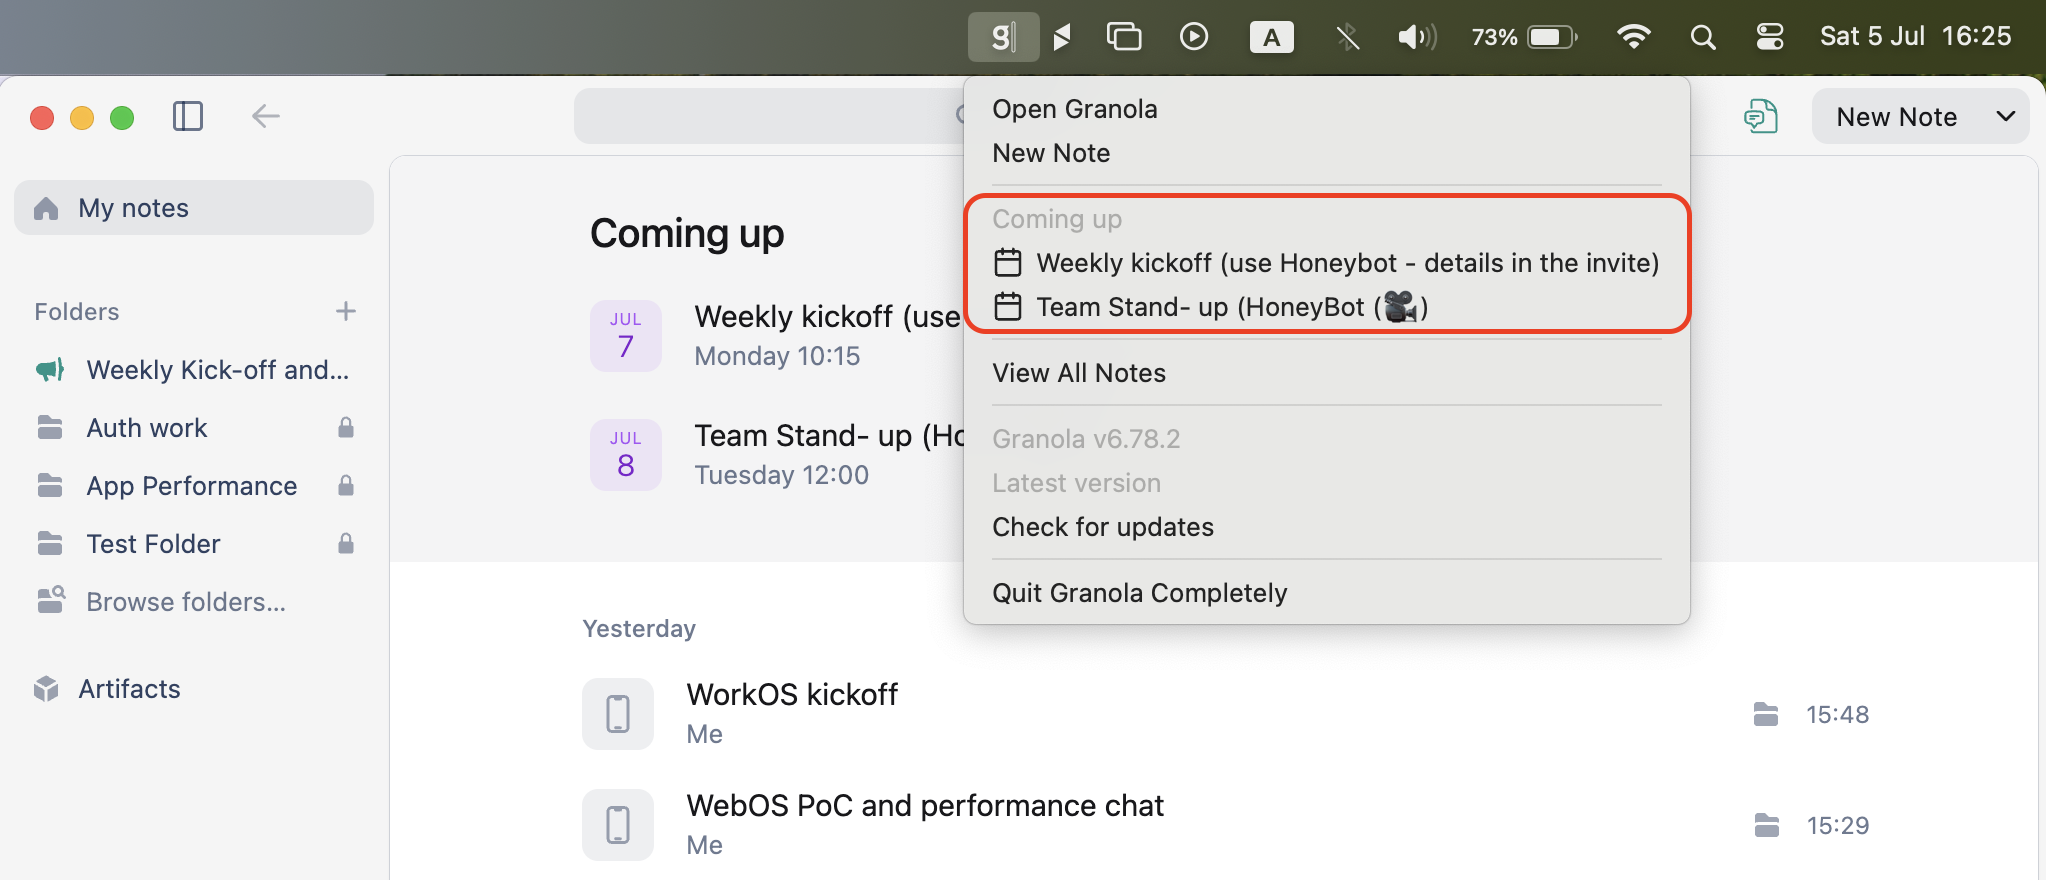 g
A
73%
Sat 5 Jul 16:25
New Note
My notes
Folders
Weekly Kick-off and...
Auth work
App Performance
Test Folder
Browse folders...
Artifacts
Coming up
JUL
7
Weekly kickoff (use
Monday 10:15
JUL
8
Team Stand- up (Ho
Tuesday 12:00
Yesterday
WorkOS kickoff
Me
15:48
WebOS PoC and performance chat
Me
15:29
Open Granola
New Note
Coming up
Weekly kickoff (use Honeybot - details in the invite)
Team Stand- up (HoneyBot (🎥)
View All Notes
Granola v6.78.2
Latest version
Check for updates
Quit Granola Completely